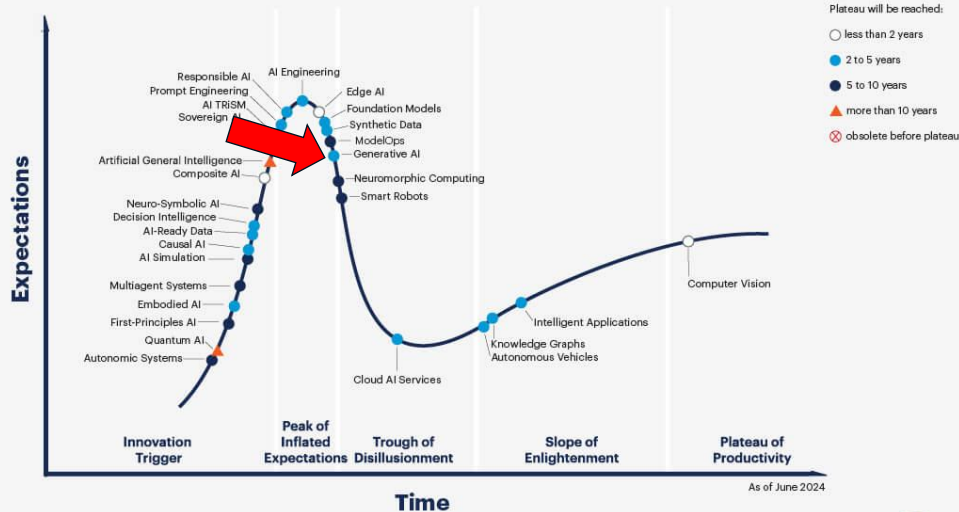 Plateau will be reached:
less than 2 years
2 to 5 years
5 to 10 years
more than 10 years
obsolete before plateau
Expectations
AI Engineering
Responsible AI
Prompt Engineering
AI TRiSM
Sovereign AI
Artificial General Intelligence
Composite AI
Neuro-Symbolic AI
Decision Intelligence
AI-Ready Data
Causal AI
AI Simulation
Multiagent Systems
Embodied AI
First-Principles AI
Quantum AI
Autonomic Systems
Edge AI
Foundation Models
Synthetic Data
ModelOps
Generative AI
Neuromorphic Computing
Smart Robots
Cloud AI Services
Knowledge Graphs
Autonomous Vehicles
Intelligent Applications
Computer Vision
Innovation
Trigger
Peak of
Inflated
Expectations
Trough of
Disillusionment
Slope of
Enlightenment
Plateau of
Productivity
Time
As of June 2024